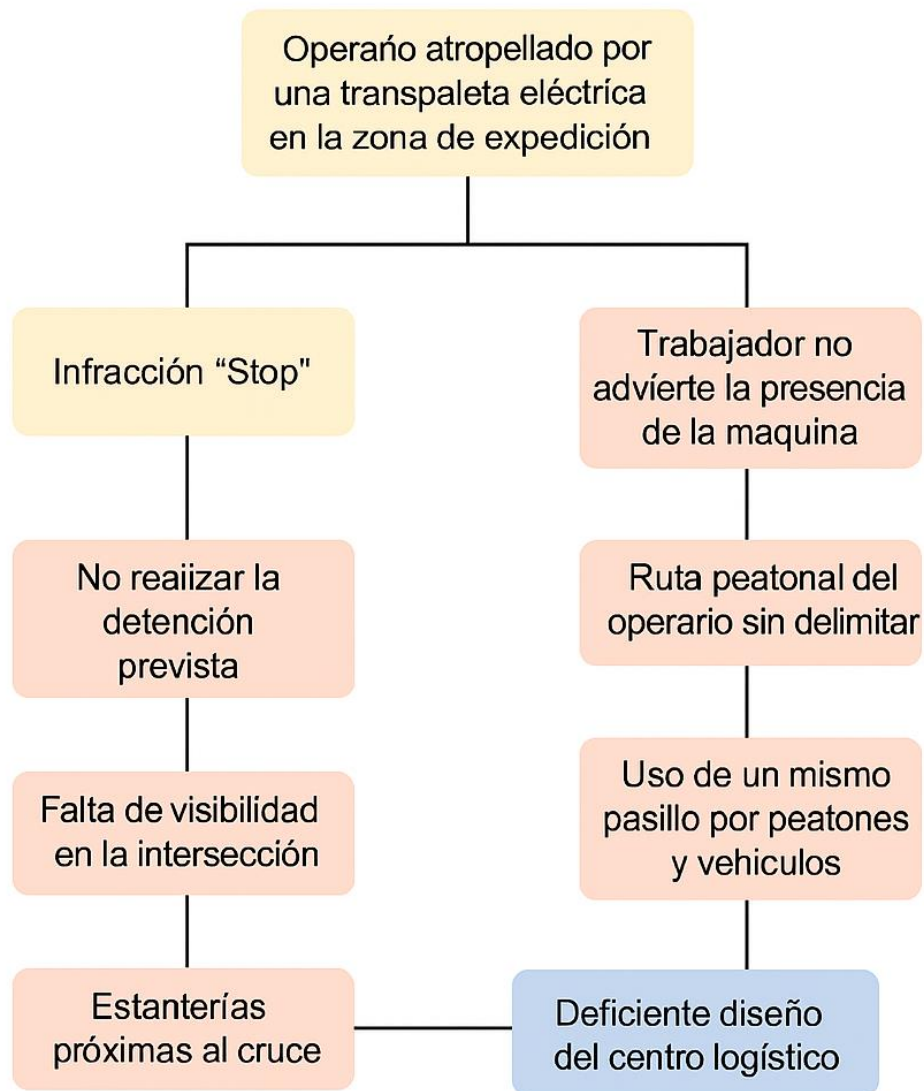 Operańo atropellado por
una transpaleta eléctríca
en la zona de expedición
Infracción “Stop"
Trabajador no
advíerte la presencia
de la maquina
No reaiizar la
detención
prevista
Ruta peatonal del
operario sin delimitar
Falta de visibilidad
en la intersección
Uso de un mismo
pasillo por peatones
y vehiculos
Estanterías
próximas al cruce
Deficiente diseño
del centro logístico